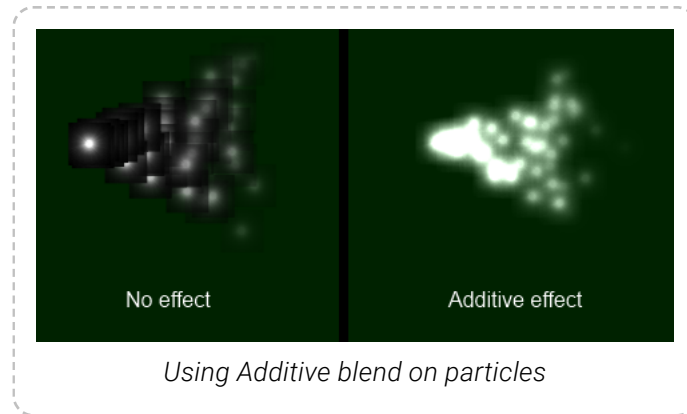 No effect
Additive effect
Using Additive blend on particles